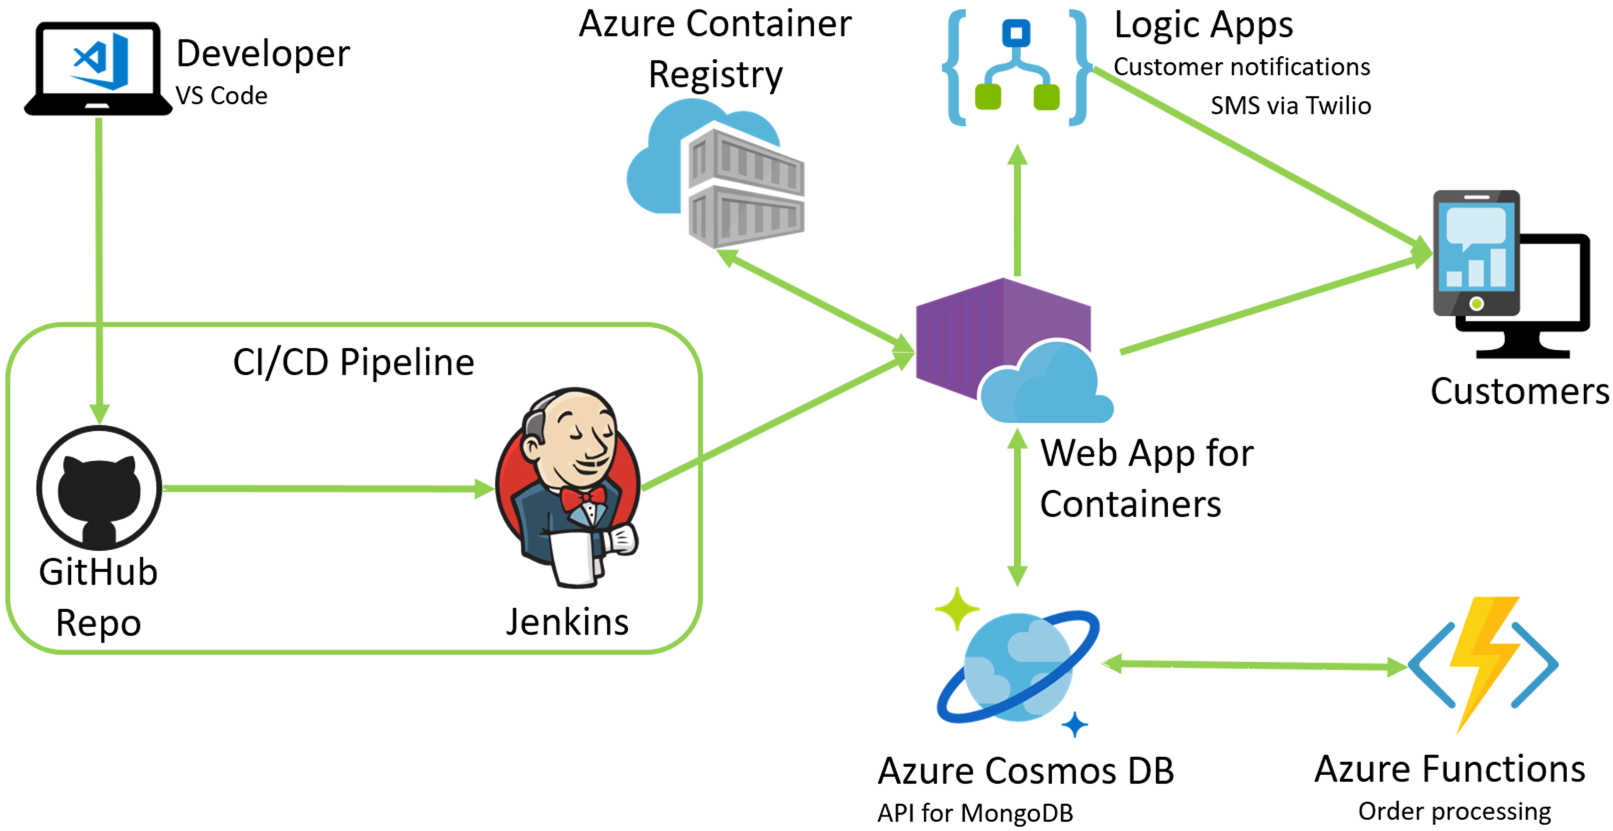 Developer
VS Code
Azure Container
Registry
Logic Apps
Customer notifications
SMS via Twilio
CI/CD Pipeline
Customers
GitHub
Repo
Jenkins
Web App for
Containers
Azure Cosmos DB
API for MongoDB
Azure Functions
Order processing